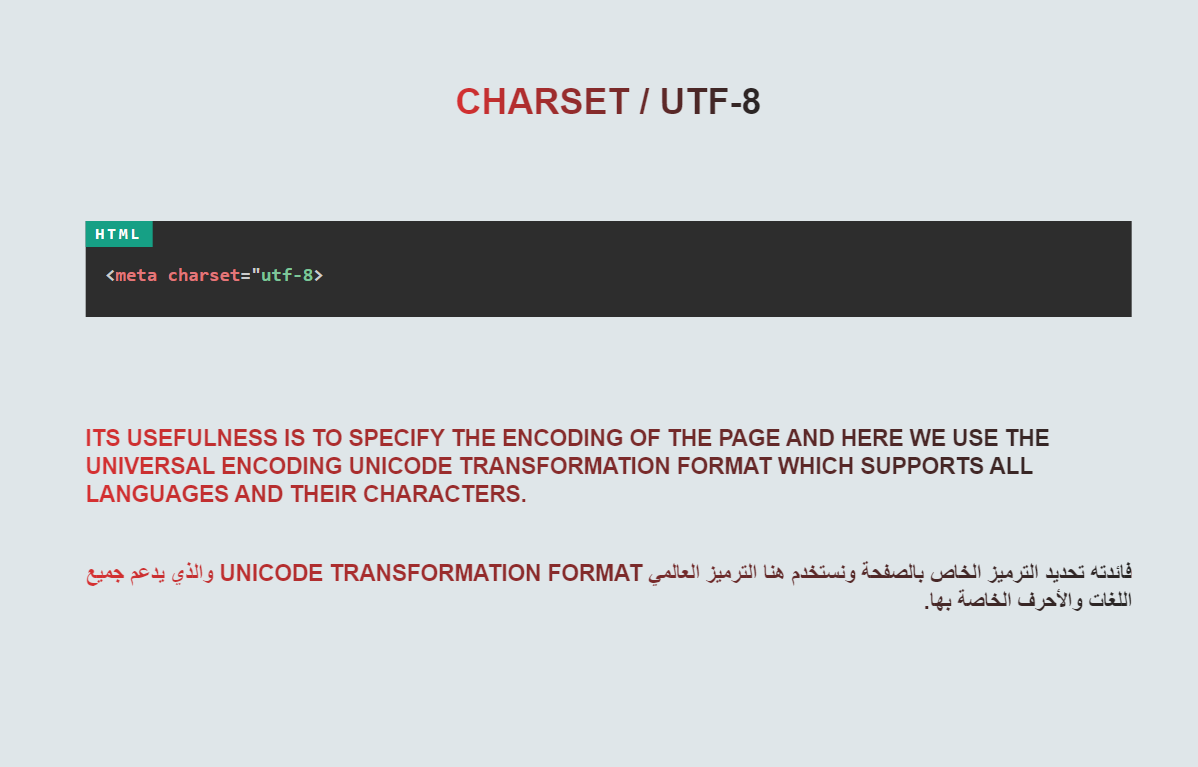 CHARSET / UTF-8
HTML
<meta charset="utf-8>
ITS USEFULNESS IS TO SPECIFY THE ENCODING OF THE PAGE AND HERE WE USE THE
UNIVERSAL ENCODING UNICODE TRANSFORMATION FORMAT WHICH SUPPORTS ALL
LANGUAGES AND THEIR CHARACTERS.
فائدته تحديد الترميز الخاص بالصفحة ونستخدم هنا الترميز العالمي UNICODE TRANSFORMATION FORMAT والذي يدعم جميع
اللغات والأحرف الخاصة بها.